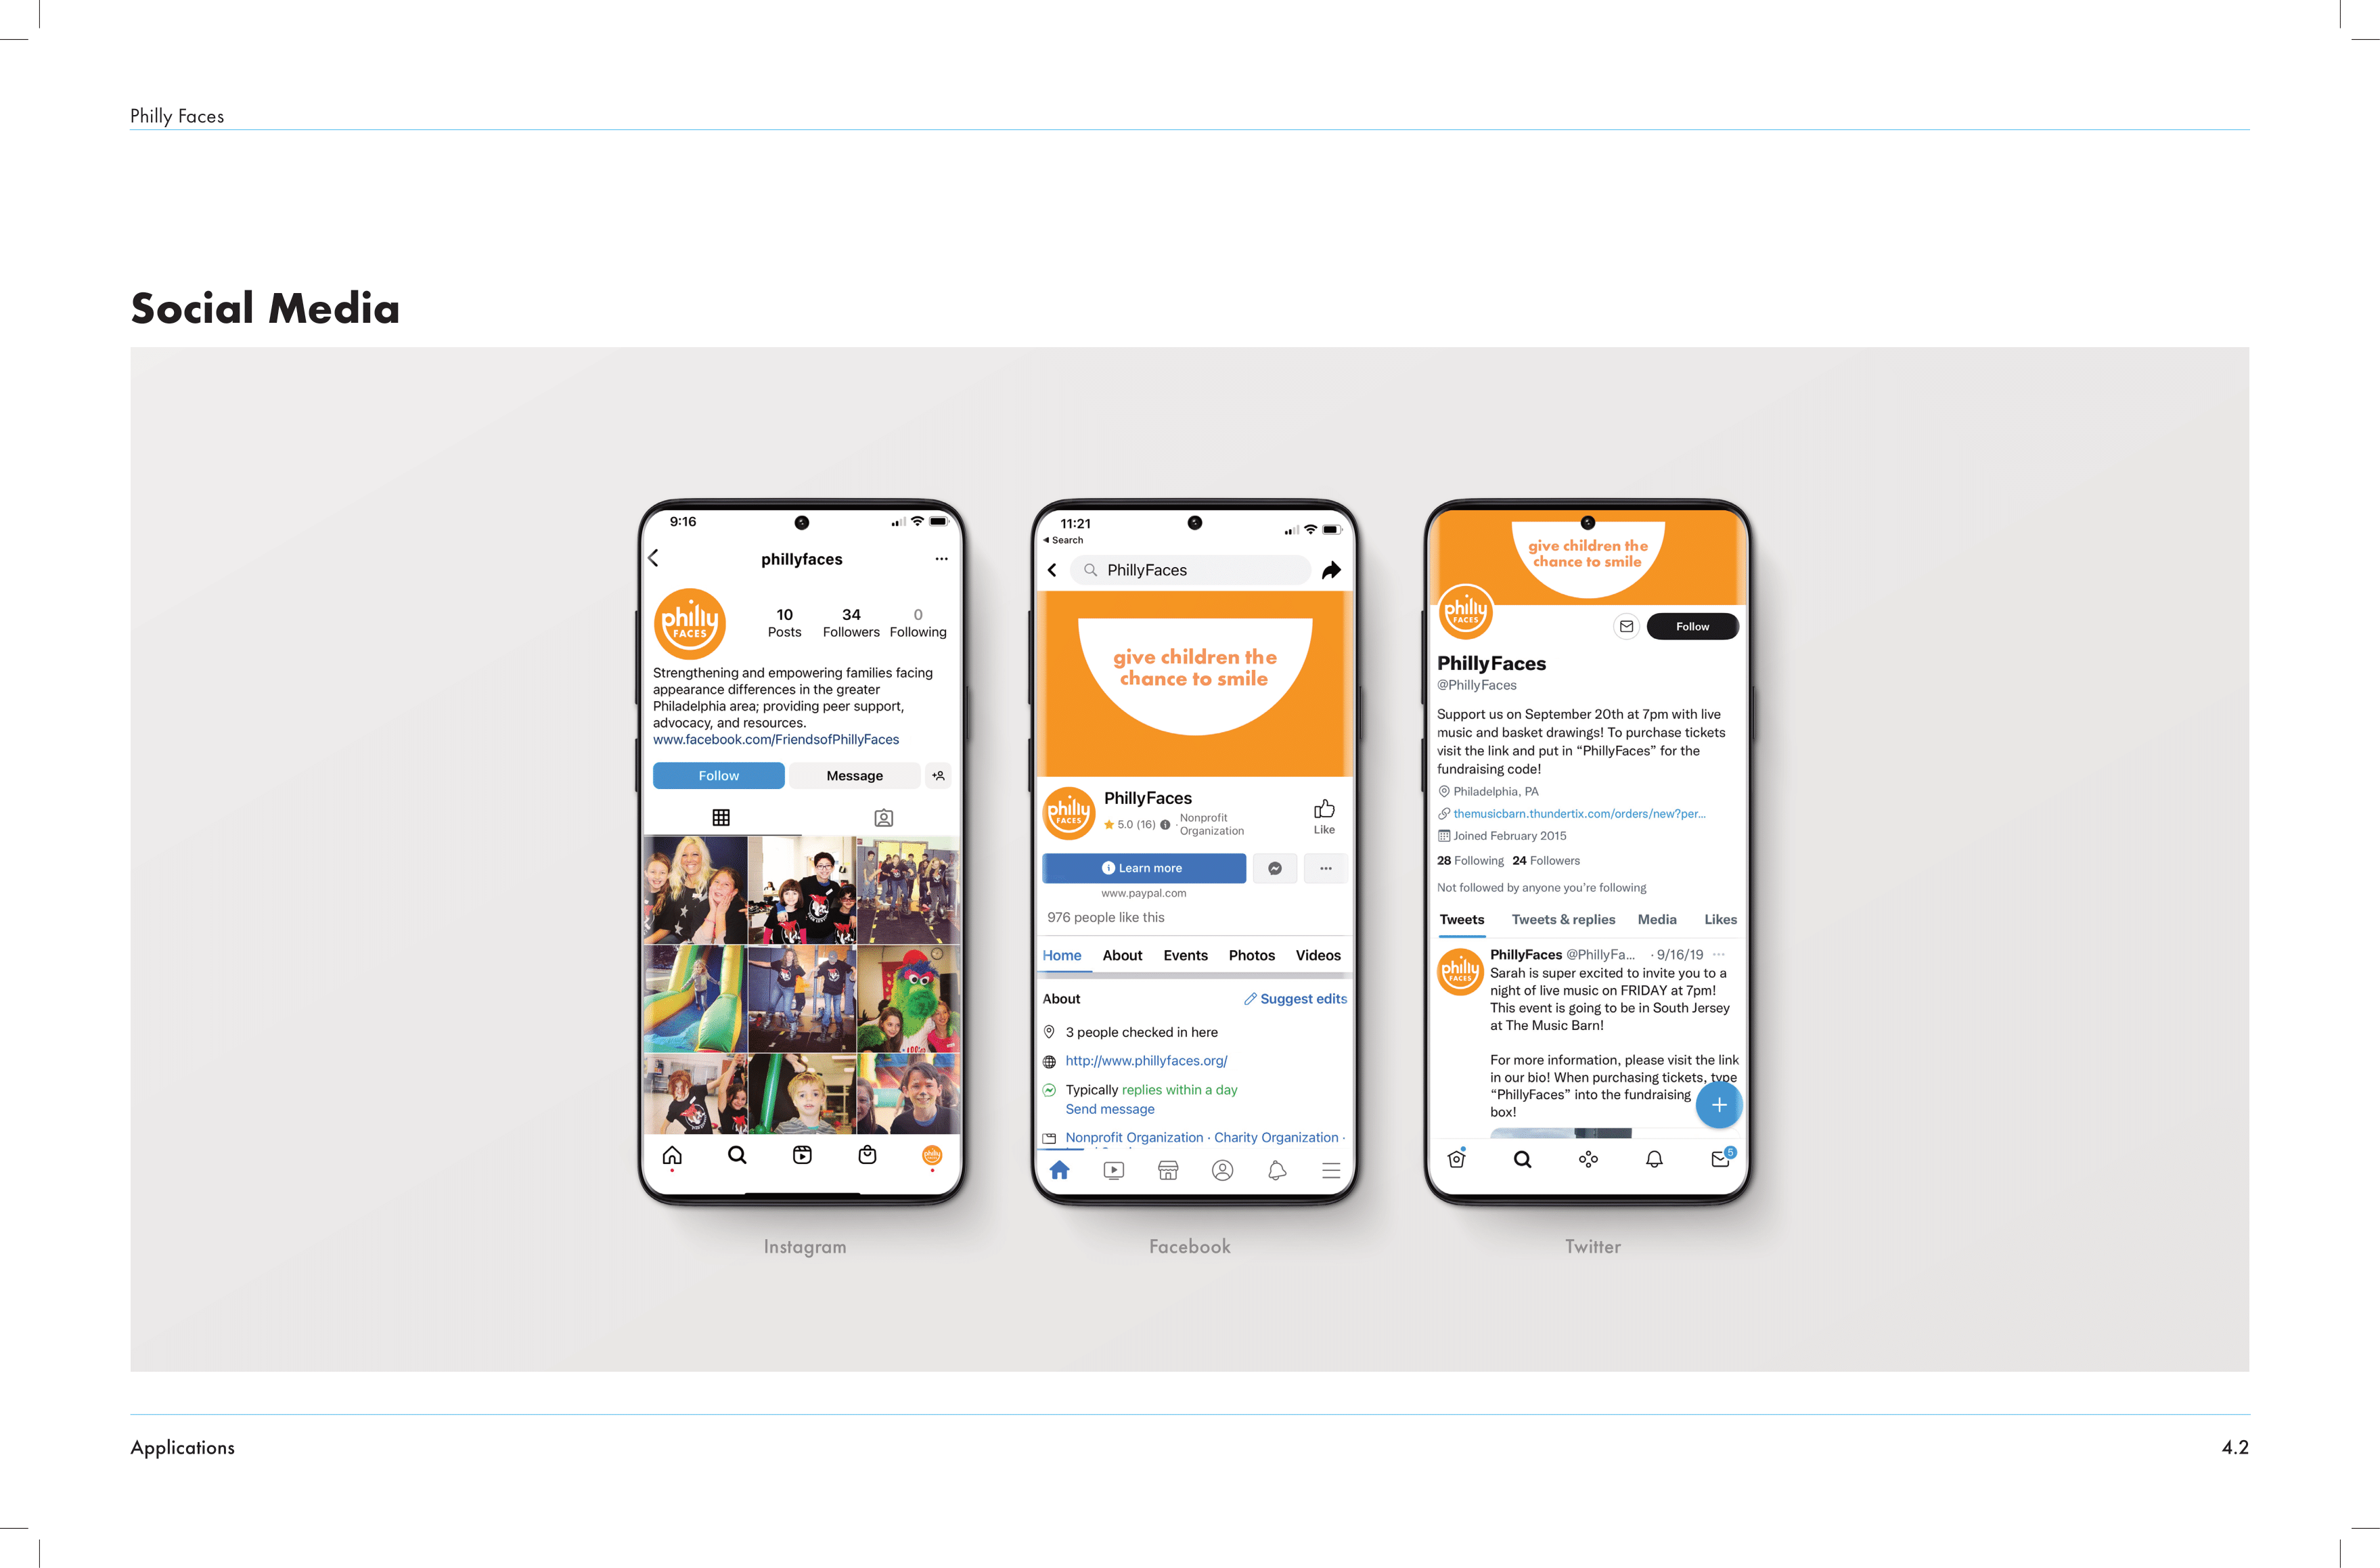 Philly Faces
Social Media
9:16
phillyfaces
philly
FACES
10
34
0
Posts
Followers
Following
Strengthening and empowering families facing
appearance differences in the greater
Philadelphia area; providing peer support,
advocacy, and resources.
www.facebook.com/FriendsofPhillyFaces
Follow
Message
philly
Instagram
11:21
Search
PhillyFaces
give children the
chance to smile
philly
FACES
PhillyFaces
5.0 (16) · Nonprofit
Organization
Like
Learn more
www.paypal.com
976 people like this
Home
About
Events
Photos
Videos
About
Suggest edits
3 people checked in here
http://www.phillyfaces.org/
Typically replies within a day
Send message
Nonprofit Organization · Charity Organization ·
Facebook
give children the
chance to smile
philly
FACES
Follow
PhillyFaces
@PhillyFaces
Support us on September 20th at 7pm with live
music and basket drawings! To purchase tickets
visit the link and put in “PhillyFaces” for the
fundraising code!
Philadelphia, PA
themusicbarn.thundertix.com/orders/new?per...
Joined February 2015
28 Following 24 Followers
Not followed by anyone you’re following
Tweets
Tweets & replies
Media
Likes
philly
FACES
PhillyFaces @PhillyFa... · 9/16/19
Sarah is super excited to invite you to a
night of live music on FRIDAY at 7pm!
This event is going to be in South Jersey
at The Music Barn!
For more information, please visit the link
in our bio! When purchasing tickets, type
“PhillyFaces” into the fundraising
box!
5
Twitter
Applications
4.2